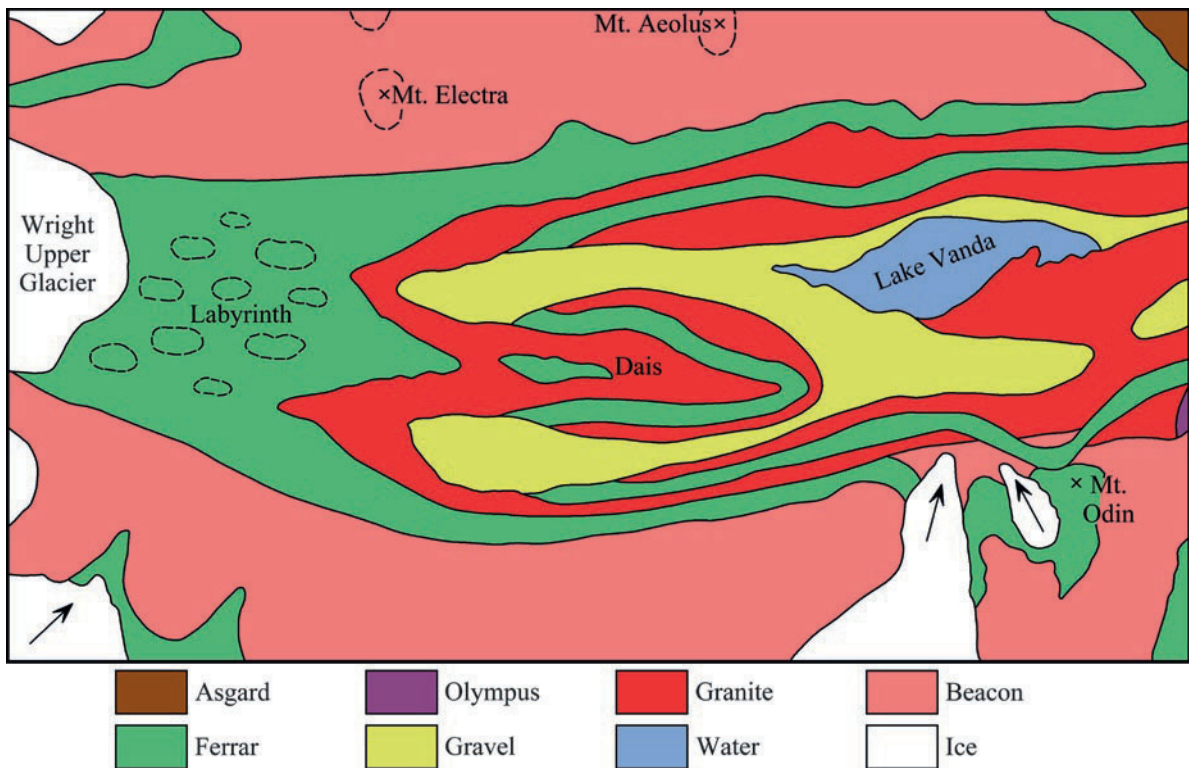 Mt. Aeolus
Mt. Electra
Wright
Upper
Glacier
Lake Vanda
Labyrinth
Dais
Mt.
Odin
Asgard
Olympus
Granite
Beacon
Ferrar
Gravel
Water
Ice